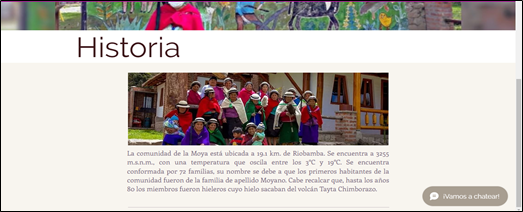 Historia
La comunidad de la Moya está ubicada a 19.1 km. de Riobamba. Se encuentra a 3255
m.s.n.m., con una temperatura que oscila entre los 3°C y 19°C. Se encuentra
conformada por 72 familias, su nombre se debe a que los primeros habitantes de la
comunidad fueron de la familia de apellido Moyano. Cabe recalcar que, hasta los años
80 los miembros fueron hieleros cuyo hielo sacaban del volcán Tayta Chimborazo.
¡Vamos a chatear!